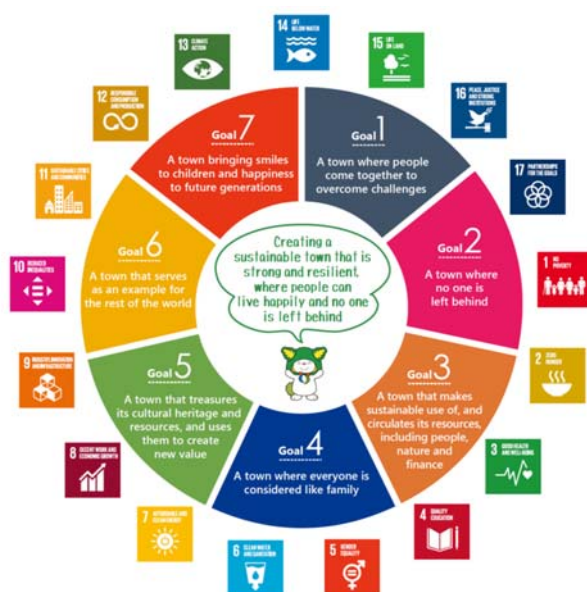 Goal 1
A town where people
come together to
overcome challenges
Goal 2
A town where
no one is
left behind
Goal 3
A town that makes
sustainable use of, and
circulates its resources,
including people,
nature and
finance
Goal 4
A town where everyone is
considered like family
Goal 5
A town that treasures
its cultural heritage and
resources, and uses
them to create
new value
Goal 6
A town that serves
as an example for
the rest of the world
Goal 7
A town bringing smiles
to children and happiness
to future generations
Creating a
sustainable town that is
strong and resilient,
where people can
live happily and no one
is left behind
1 NO
POVERTY
2 ZERO
HUNGER
3 GOOD HEALTH
AND WELL-BEING
4 QUALITY
EDUCATION
5 GENDER
EQUALITY
6 CLEAN WATER
AND SANITATION
7 AFFORDABLE AND
CLEAN ENERGY
8 DECENT WORK AND
ECONOMIC GROWTH
9 INDUSTRY, INNOVATION
AND INFRASTRUCTURE
10 REDUCED
INEQUALITIES
11 SUSTAINABLE CITIES
AND COMMUNITIES
12 RESPONSIBLE
CONSUMPTION
AND PRODUCTION
13 CLIMATE
ACTION
14 LIFE
BELOW WATER
15 LIFE
ON LAND
16 PEACE, JUSTICE
AND STRONG
INSTITUTIONS
17 PARTNERSHIPS
FOR THE GOALS